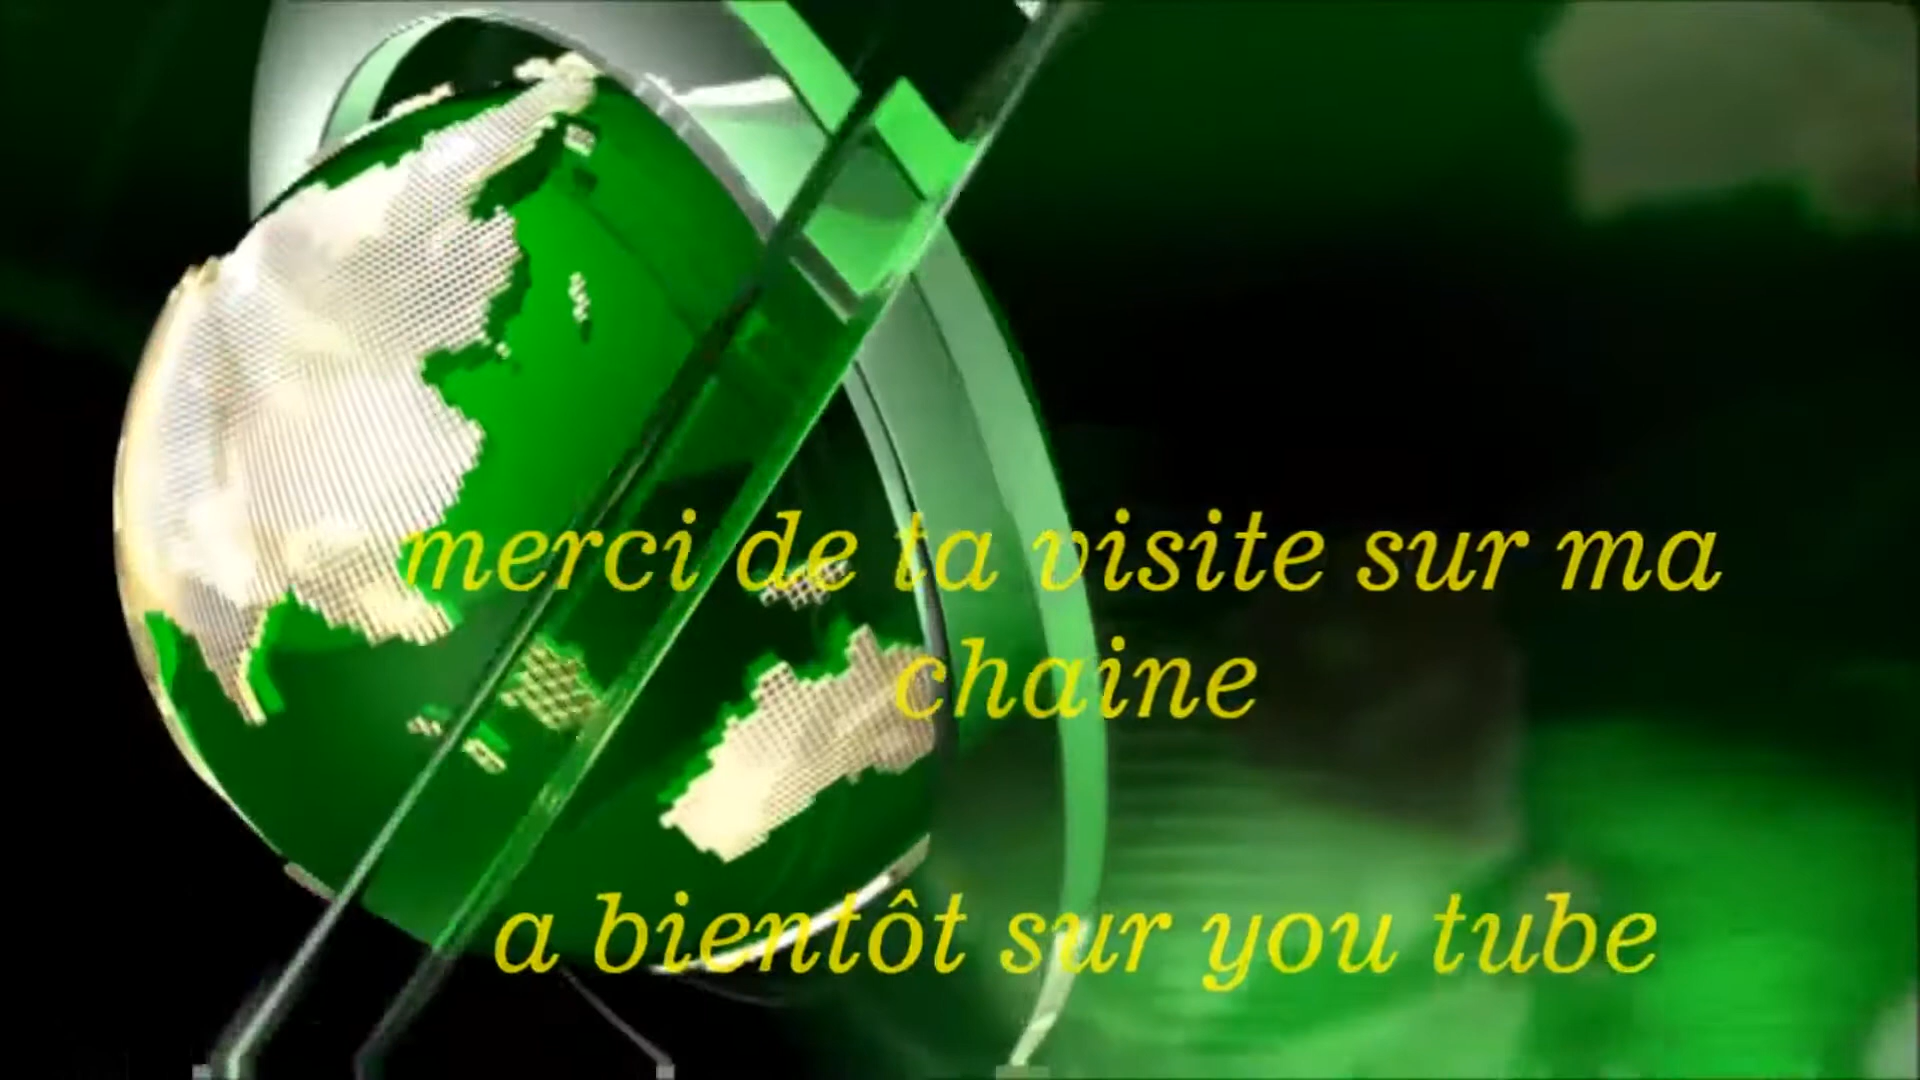 merci de ta visite sur ma
chaine
a bientôt sur you tube